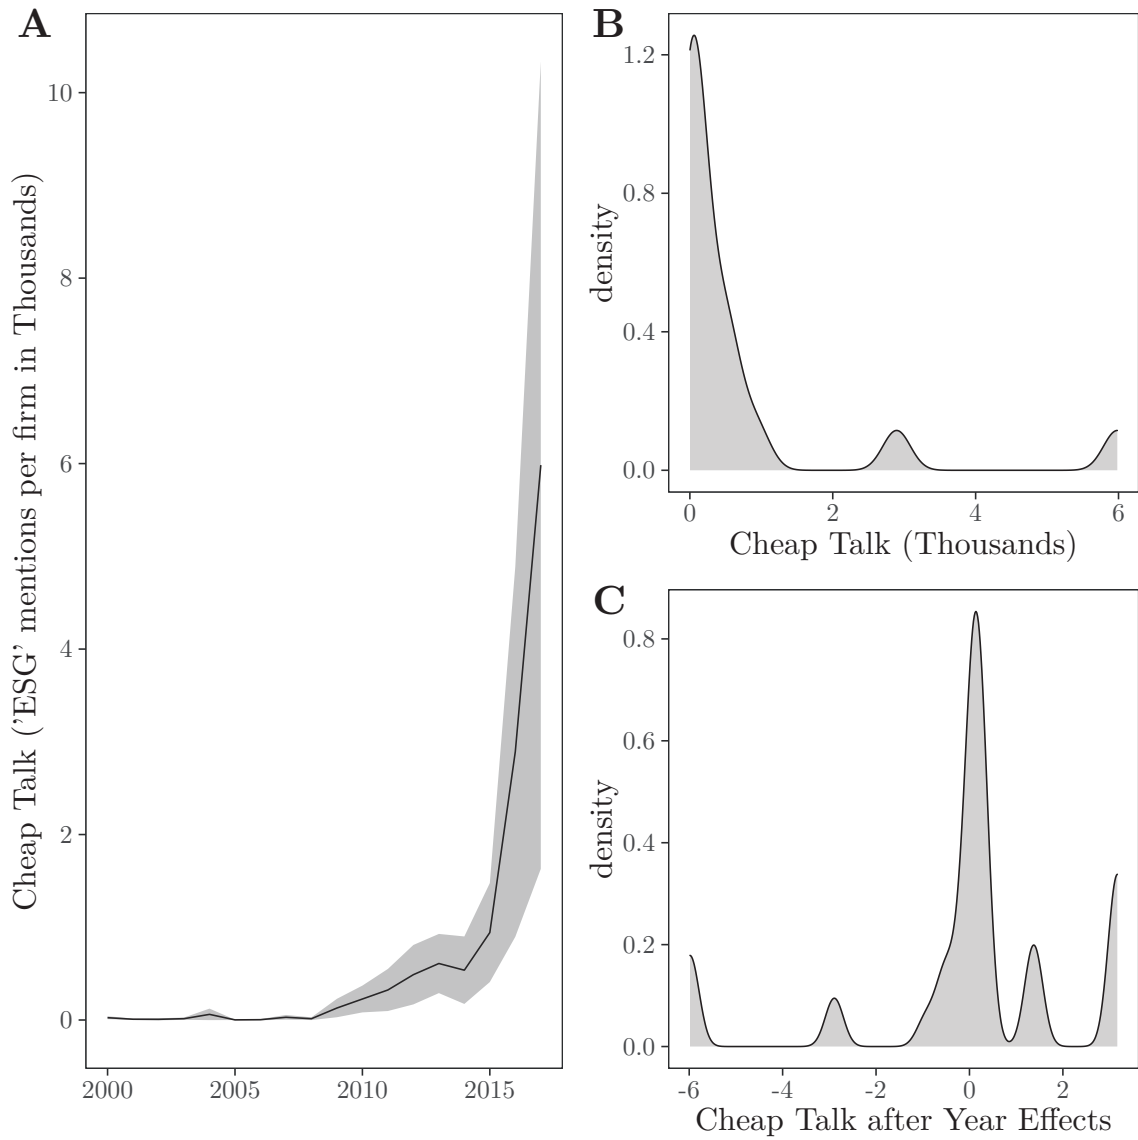 A
Cheap Talk ('ESG' mentions per firm in Thousands)
10
8
6
4
2
0
2000 2005 2010 2015
B
density
1.2
0.8
0.4
0.0
0 2 4 6
Cheap Talk (Thousands)
C
density
0.8
0.6
0.4
0.2
0.0
-6 -4 -2 0 2
Cheap Talk after Year Effects